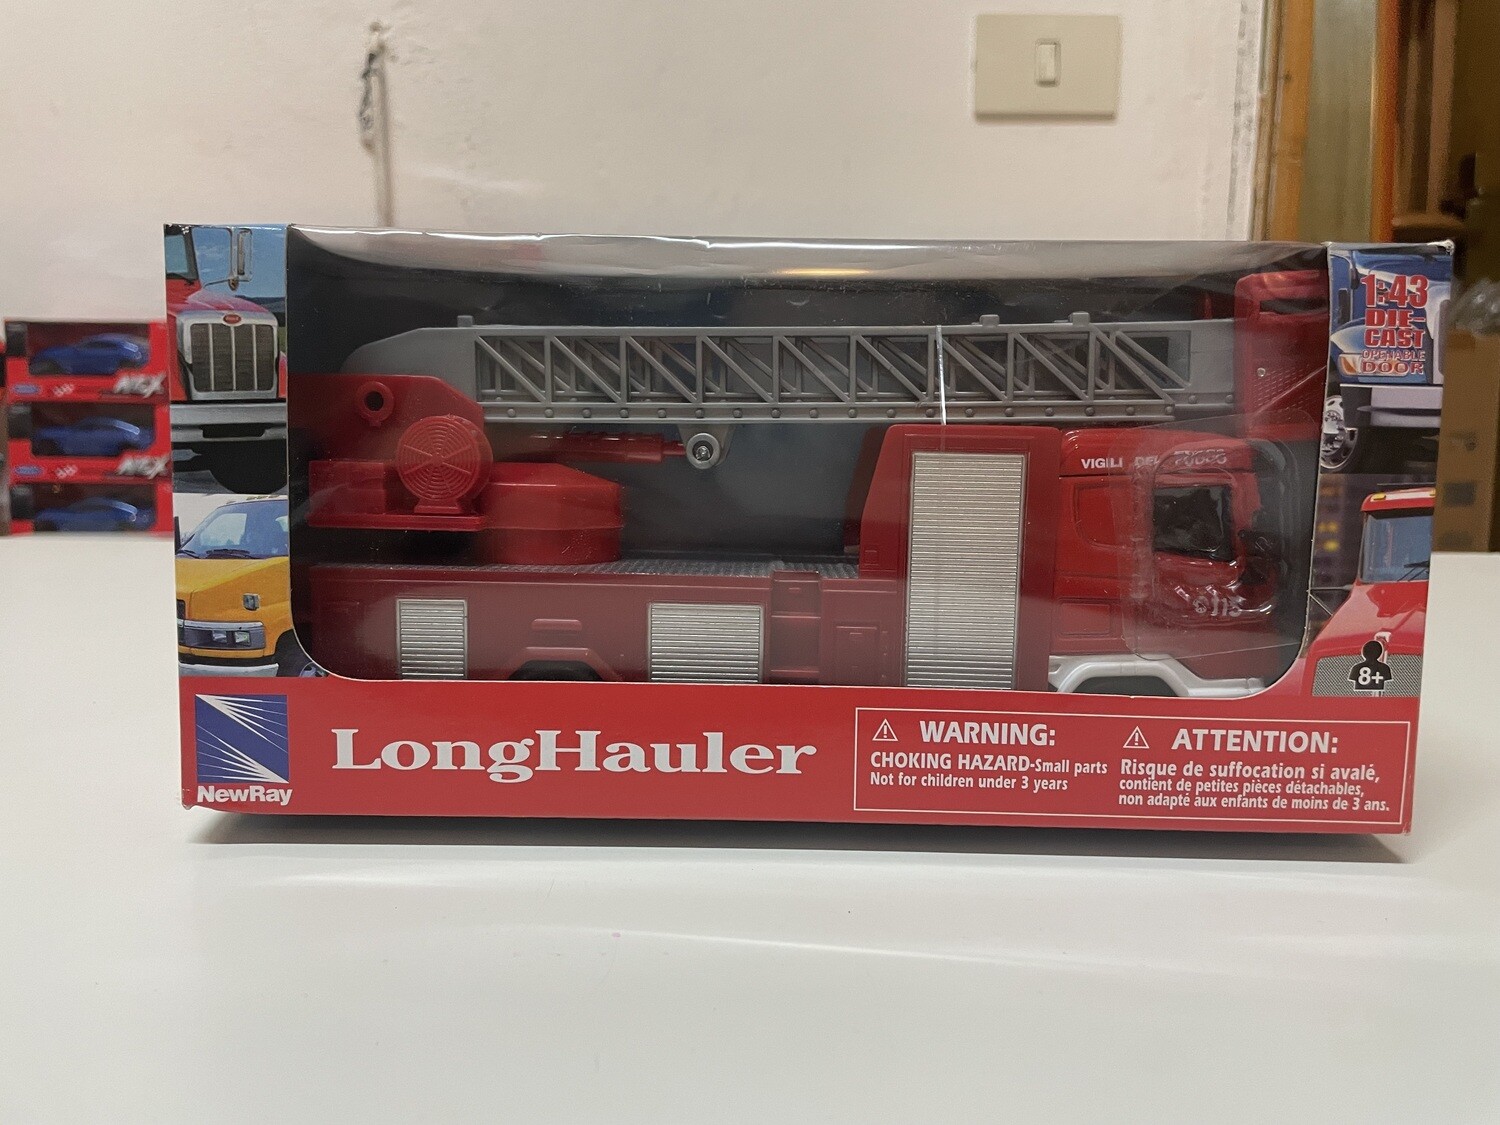 1:43
DIE-
CAST
OPENABLE
DOOR
VIGILI DEL FUOCO
115
8+
NewRay
LongHauler
WARNING:
CHOKING HAZARD-Small parts
Not for children under 3 years
ATTENTION:
Risque de suffocation si avalé,
contient de petites pièces détachables,
non adapté aux enfants de moins de 3 ans.